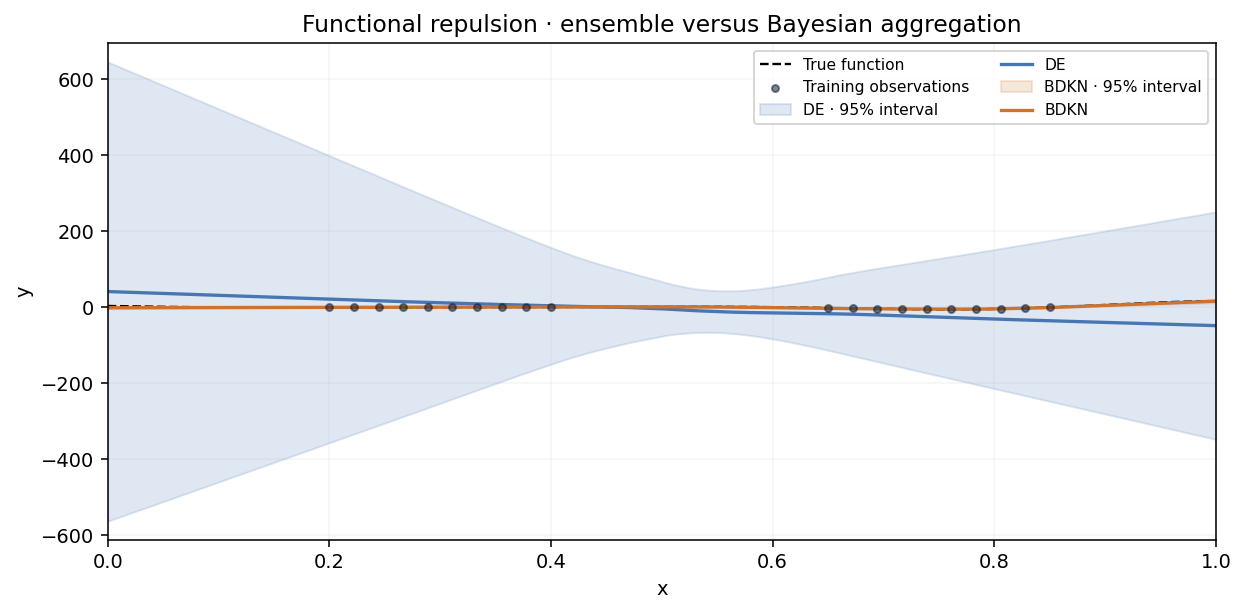 Functional repulsion · ensemble versus Bayesian aggregation
True function
Training observations
DE · 95% interval
DE
BDKN · 95% interval
BDKN
y
600
400
200
0
−200
−400
−600
0.0
0.2
0.4
0.6
0.8
1.0
x